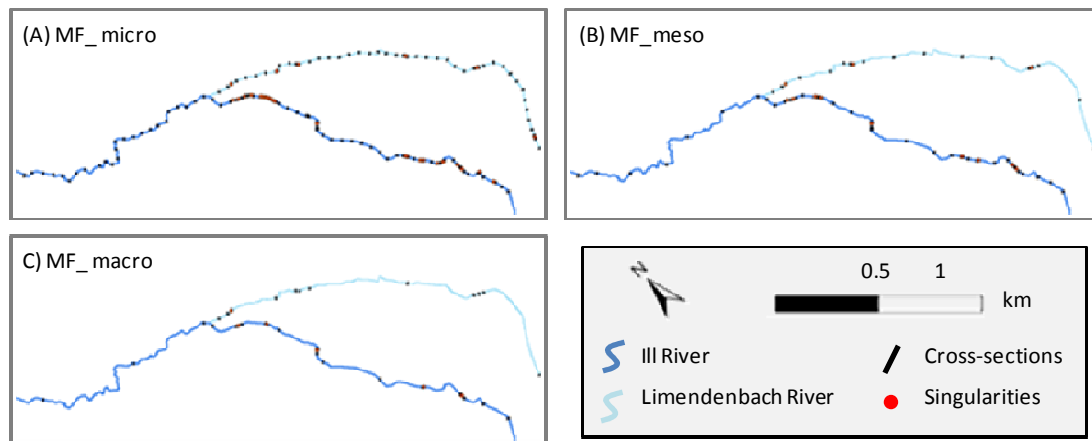 (A) MF_ micro
(B) MF_meso
C) MF_ macro
N
0.5 1
km
Ill River
Cross-sections
Limendenbach River
Singularities